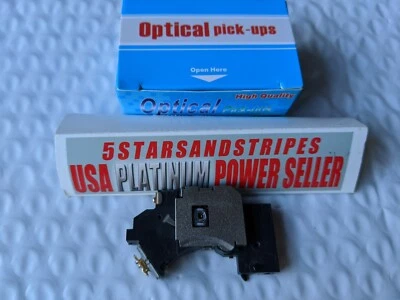 Optical pick-ups
Open Here
High Quality
Optical
5STARSANDSTRIPES
USA PLATINUM POWER SELLER